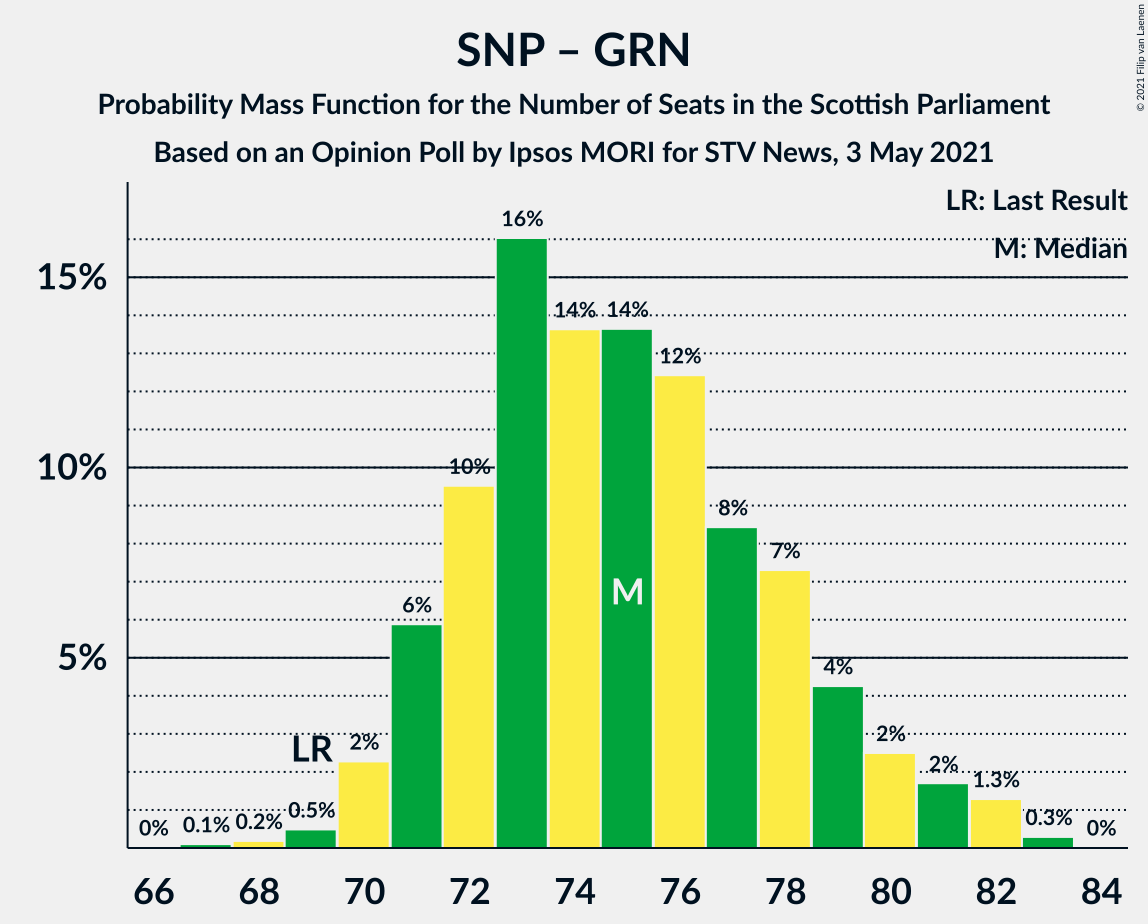 SNP – GRN
Probability Mass Function for the Number of Seats in the Scottish Parliament
Based on an Opinion Poll by Ipsos MORI for STV News, 3 May 2021
© 2021 Filip van Laenen
LR: Last Result
M: Median
15%
10%
5%
0%
0.1%
0.2%
0.5%
LR
2%
6%
10%
16%
14%
14%
M
12%
8%
7%
4%
2%
2%
1.3%
0.3%
0%
66 68 70 72 74 76 78 80 82 84